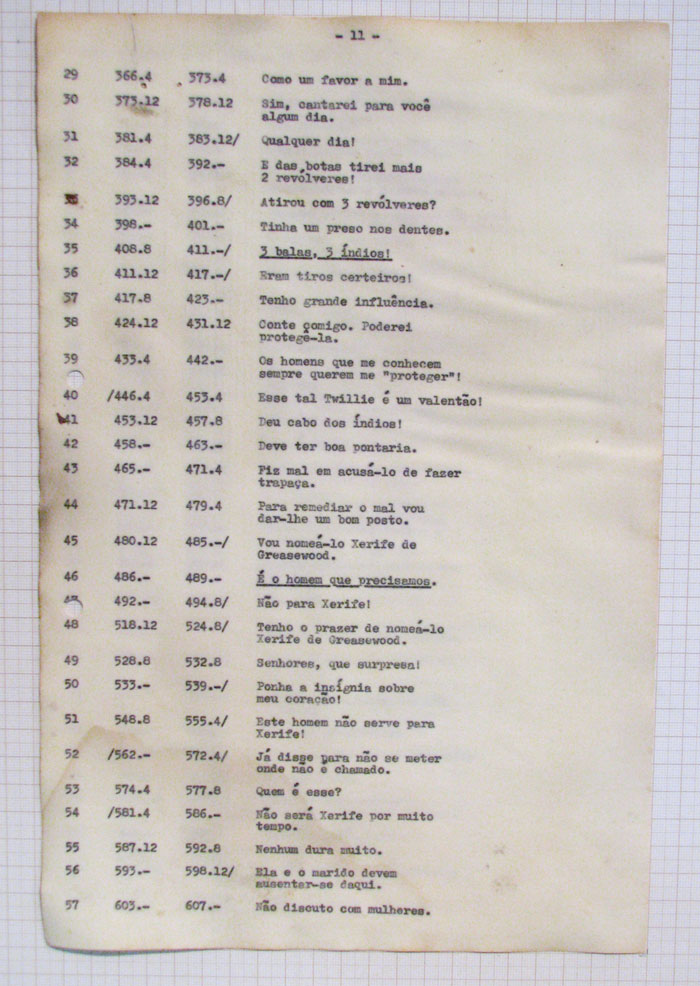 - 11 -
29 366.4 373.4 Como um favor a mim.
30 373.12 378.12 Sim, cantarei para você
algum dia.
31 381.4 383.12/ Qualquer dia!
32 384.4 392.- E das botas tirei mais
2 revólveres!
33 393.12 396.8/ Atirou com 3 revólveres?
34 398.- 401.- Tinha um preso nos dentes.
35 408.8 411.-/ 3 balas, 3 índios!
36 411.12 417.-/ Eram tiros certeiros!
37 417.8 423.- Tenho grande influência.
38 424.12 431.12 Conte comigo. Poderei
protegê-la.
39 433.4 442.- Os homens que me conhecem
sempre querem me "proteger"!
40 /446.4 453.4 Esse tal Twillie é um valentão!
41 453.12 457.8 Deu cabo dos índios!
42 458.- 463.- Deve ter boa pontaria.
43 465.- 471.4 Fiz mal em acusá-lo de fazer
trapaça.
44 471.12 479.4 Para remediar o mal vou
dar-lhe um bom posto.
45 480.12 485.-/ Vou nomeá-lo Xerife de
Greasewood.
46 486.- 489.- É o homem que precisamos.
47 492.- 494.8/ Não para Xerife!
48 518.12 524.8/ Tenho o prazer de nomeá-lo
Xerife de Greasewood.
49 528.8 532.8 Senhores, que surpresa!
50 533.- 539.-/ Ponha a insígnia sobre
meu coração!
51 548.8 555.4/ Este homem não serve para
Xerife!
52 /562.- 572.4/ Já disse para não se meter
onde não é chamado.
53 574.4 577.8 Quem é esse?
54 /581.4 586.- Não será Xerife por muito
tempo.
55 587.12 592.8 Nenhum dura muito.
56 593.- 598.12/ Ela e o marido devem
ausentar-se daqui.
57 603.- 607.- Não discuto com mulheres.